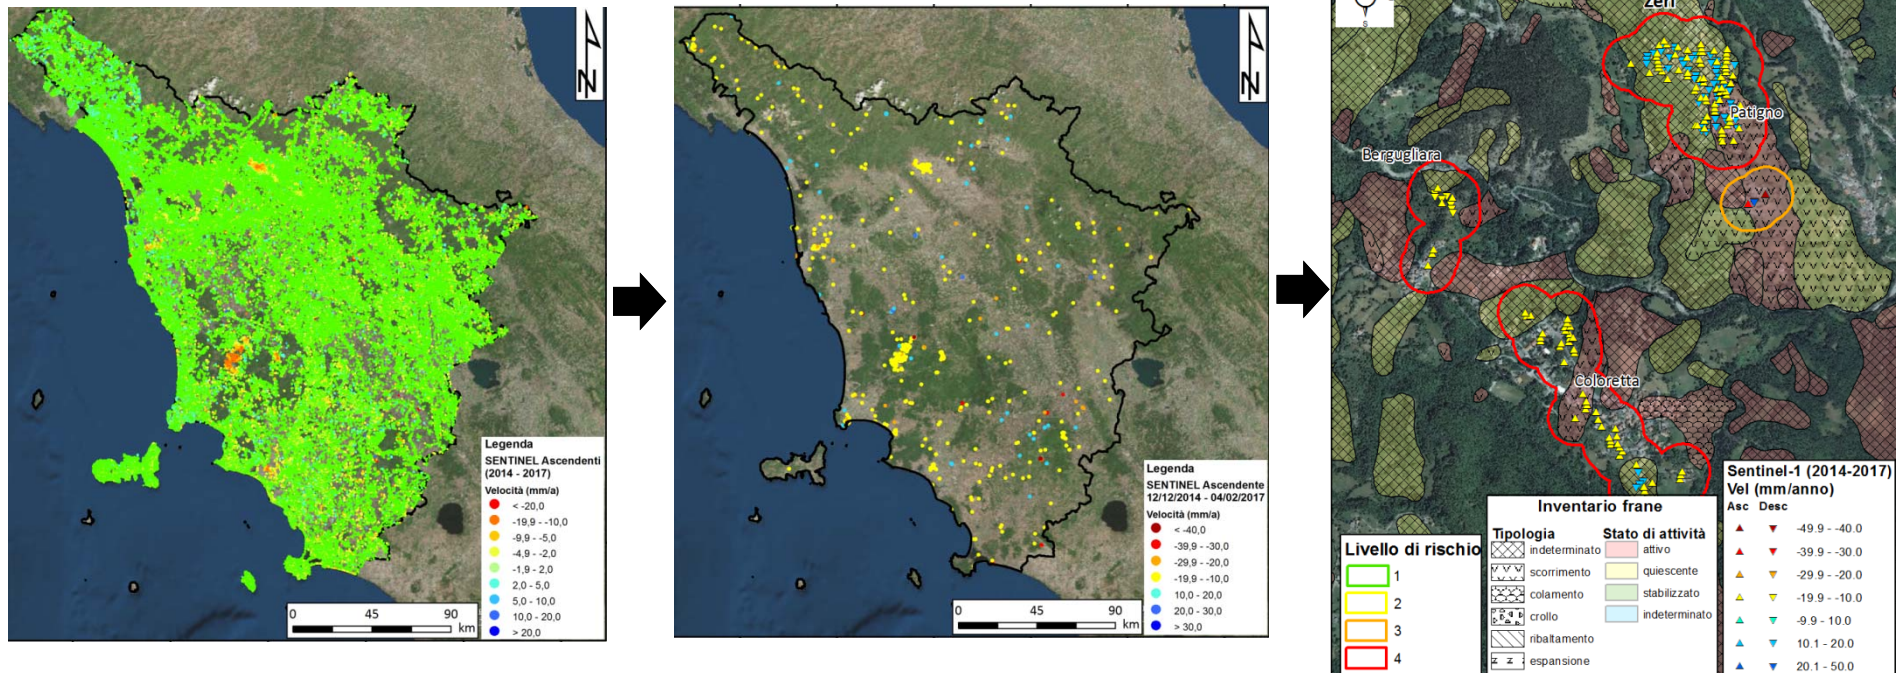 N
Legenda
SENTINEL Ascendenti
(2014 - 2017)
Velocità (mm/a)
< -20,0
-19,9 - -10,0
-9,9 - -5,0
-4,9 - -2,0
-1,9 - 2,0
2,0 - 5,0
5,0 - 10,0
10,0 - 20,0
> 20,0
0 45 90
km
N
Legenda
SENTINEL Ascendente
12/12/2014 - 04/02/2017
Velocità (mm/a)
< -40,0
-39,9 - -30,0
-29,9 - -20,0
-19,9 - -10,0
10,0 - 20,0
20,0 - 30,0
> 30,0
0 45 90
km
S
Zeri
Patigno
Bergugliara
Coloretta
Livello di rischio
1
2
3
4
Inventario frane
Tipologia
indeterminato
scorrimento
colamento
crollo
ribaltamento
espansione
Stato di attività
attivo
quiescente
stabilizzato
indeterminato
Sentinel-1 (2014-2017)
Vel (mm/anno)
Asc Desc
-49.9 - -40.0
-39.9 - -30.0
-29.9 - -20.0
-19.9 - -10.0
-9.9 - 10.0
10.1 - 20.0
20.1 - 50.0